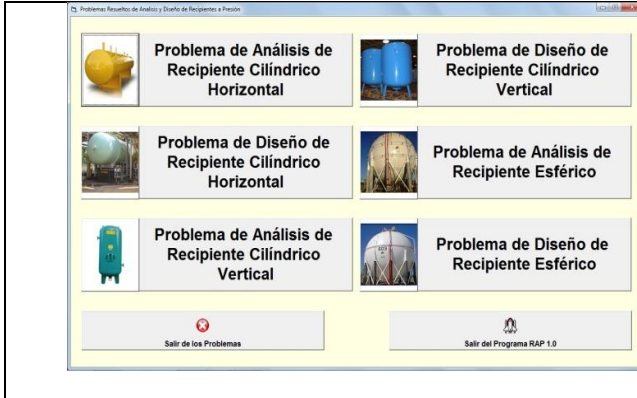 Problemas Resueltos de Analisis y Diseño de Recipientes a Presión
Problema de Análisis de
Recipiente Cilíndrico
Horizontal
Problema de Diseño de
Recipiente Cilíndrico
Vertical
Problema de Diseño de
Recipiente Cilíndrico
Horizontal
Problema de Análisis de
Recipiente Esférico
Problema de Análisis de
Recipiente Cilíndrico
Vertical
Problema de Diseño de
Recipiente Esférico
Salir de los Problemas
Salir del Programa RAP 1.0